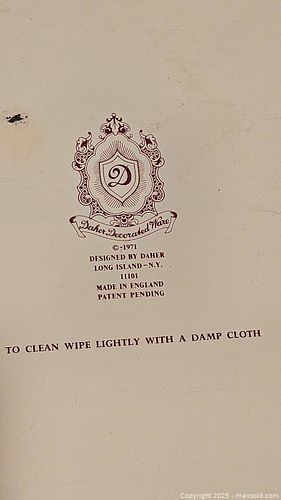 D
Daher Decorated Ware
©-1971
DESIGNED BY DAHER
LONG ISLAND-N.Y.
11101
MADE IN ENGLAND
PATENT PENDING
TO CLEAN WIPE LIGHTLY WITH A DAMP CLOTH
Copyright 2023 - maxsold.com